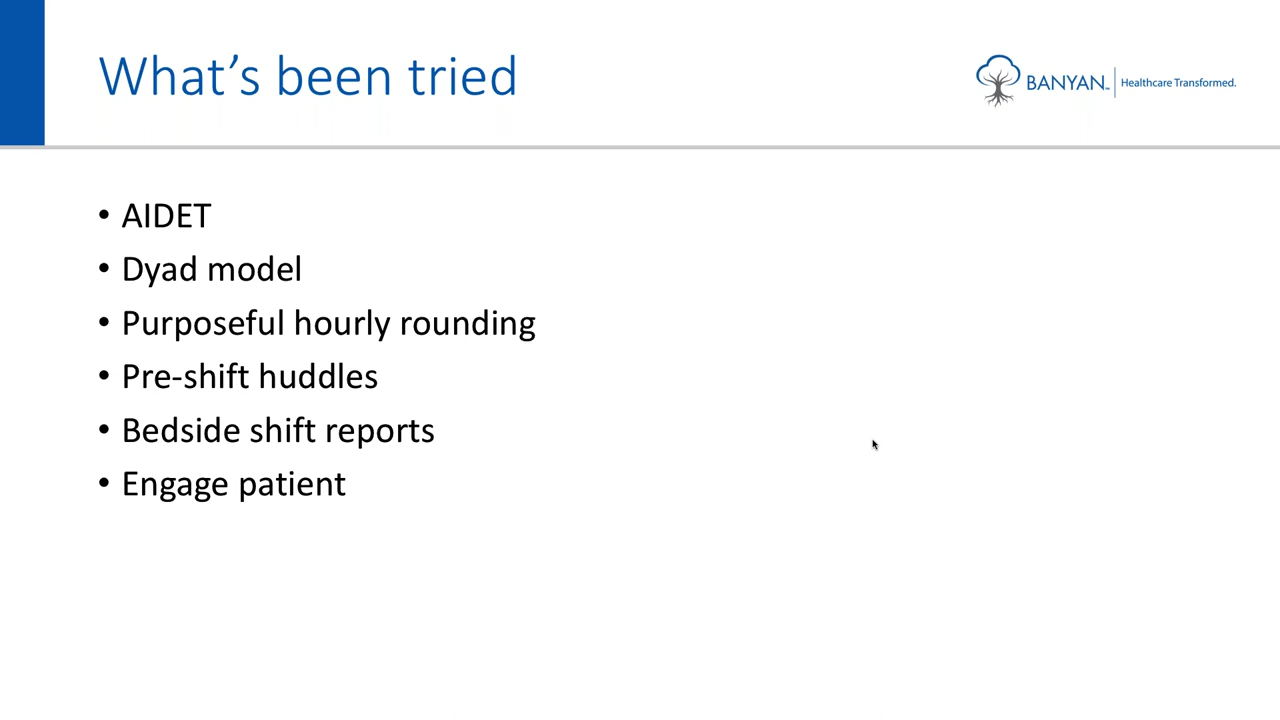 What's been tried
BANYAN™ | Healthcare Transformed.
• AIDET
• Dyad model
• Purposeful hourly rounding
• Pre-shift huddles
• Bedside shift reports
• Engage patient